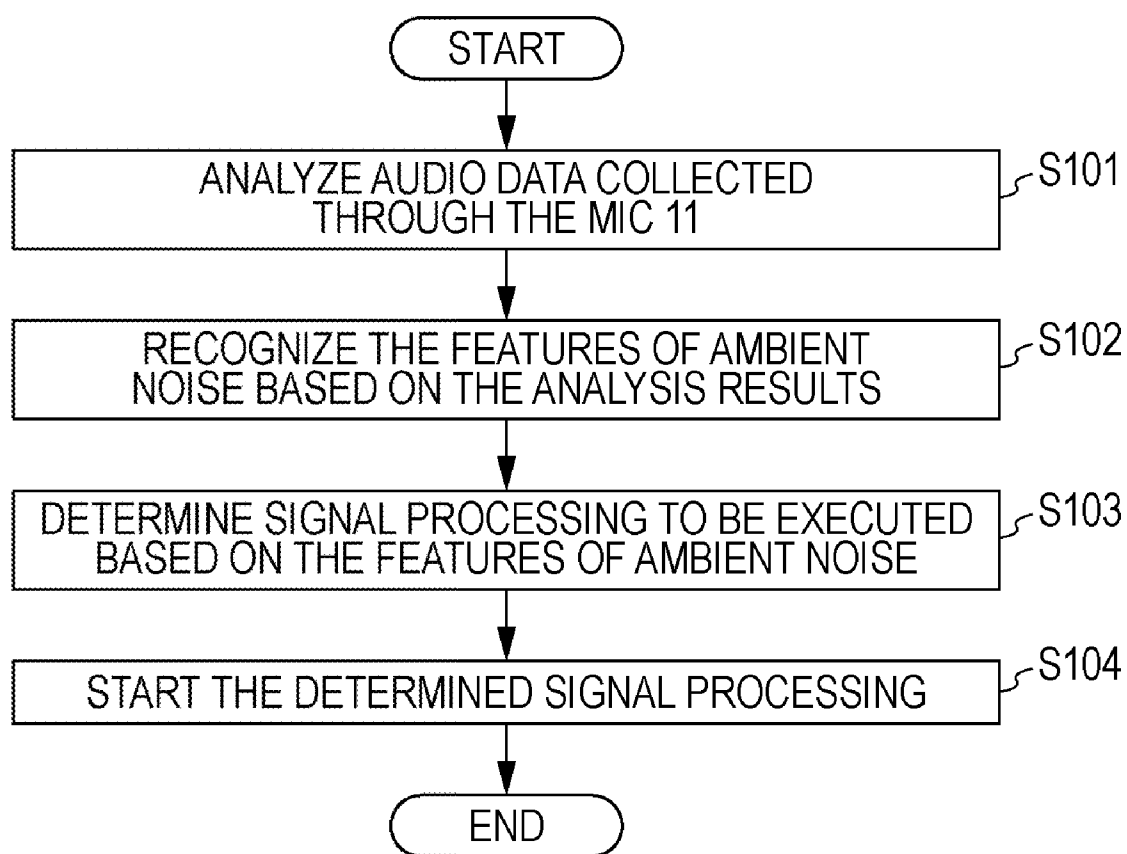 START
ANALYZE AUDIO DATA COLLECTED
THROUGH THE MIC 11
S101
RECOGNIZE THE FEATURES OF AMBIENT
NOISE BASED ON THE ANALYSIS RESULTS
S102
DETERMINE SIGNAL PROCESSING TO BE EXECUTED
BASED ON THE FEATURES OF AMBIENT NOISE
S103
START THE DETERMINED SIGNAL PROCESSING
S104
END